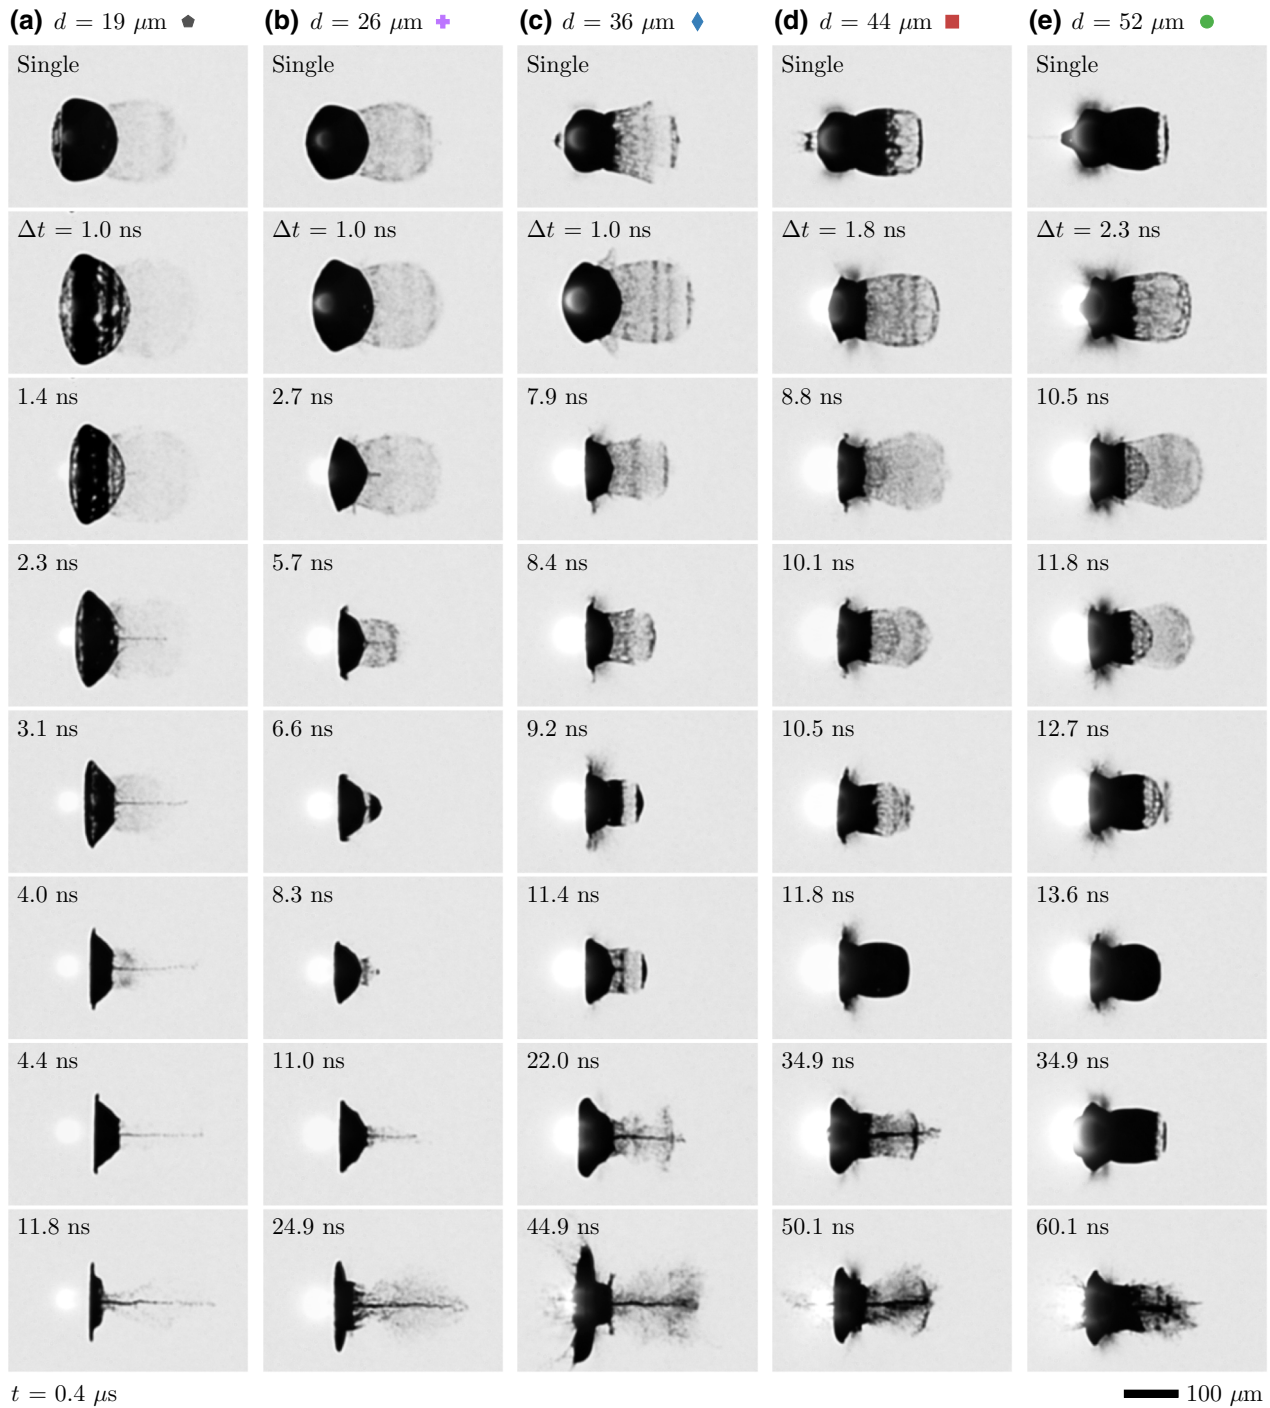 (a) d = 19 μm (b) d = 26 μm (c) d = 36 μm (d) d = 44 μm (e) d = 52 μm
Single Single Single Single Single
Δt = 1.0 ns Δt = 1.0 ns Δt = 1.0 ns Δt = 1.8 ns Δt = 2.3 ns
1.4 ns 2.7 ns 7.9 ns 8.8 ns 10.5 ns
2.3 ns 5.7 ns 8.4 ns 10.1 ns 11.8 ns
3.1 ns 6.6 ns 9.2 ns 10.5 ns 12.7 ns
4.0 ns 8.3 ns 11.4 ns 11.8 ns 13.6 ns
4.4 ns 11.0 ns 22.0 ns 34.9 ns 34.9 ns
11.8 ns 24.9 ns 44.9 ns 50.1 ns 60.1 ns
t = 0.4 μs 100 μm